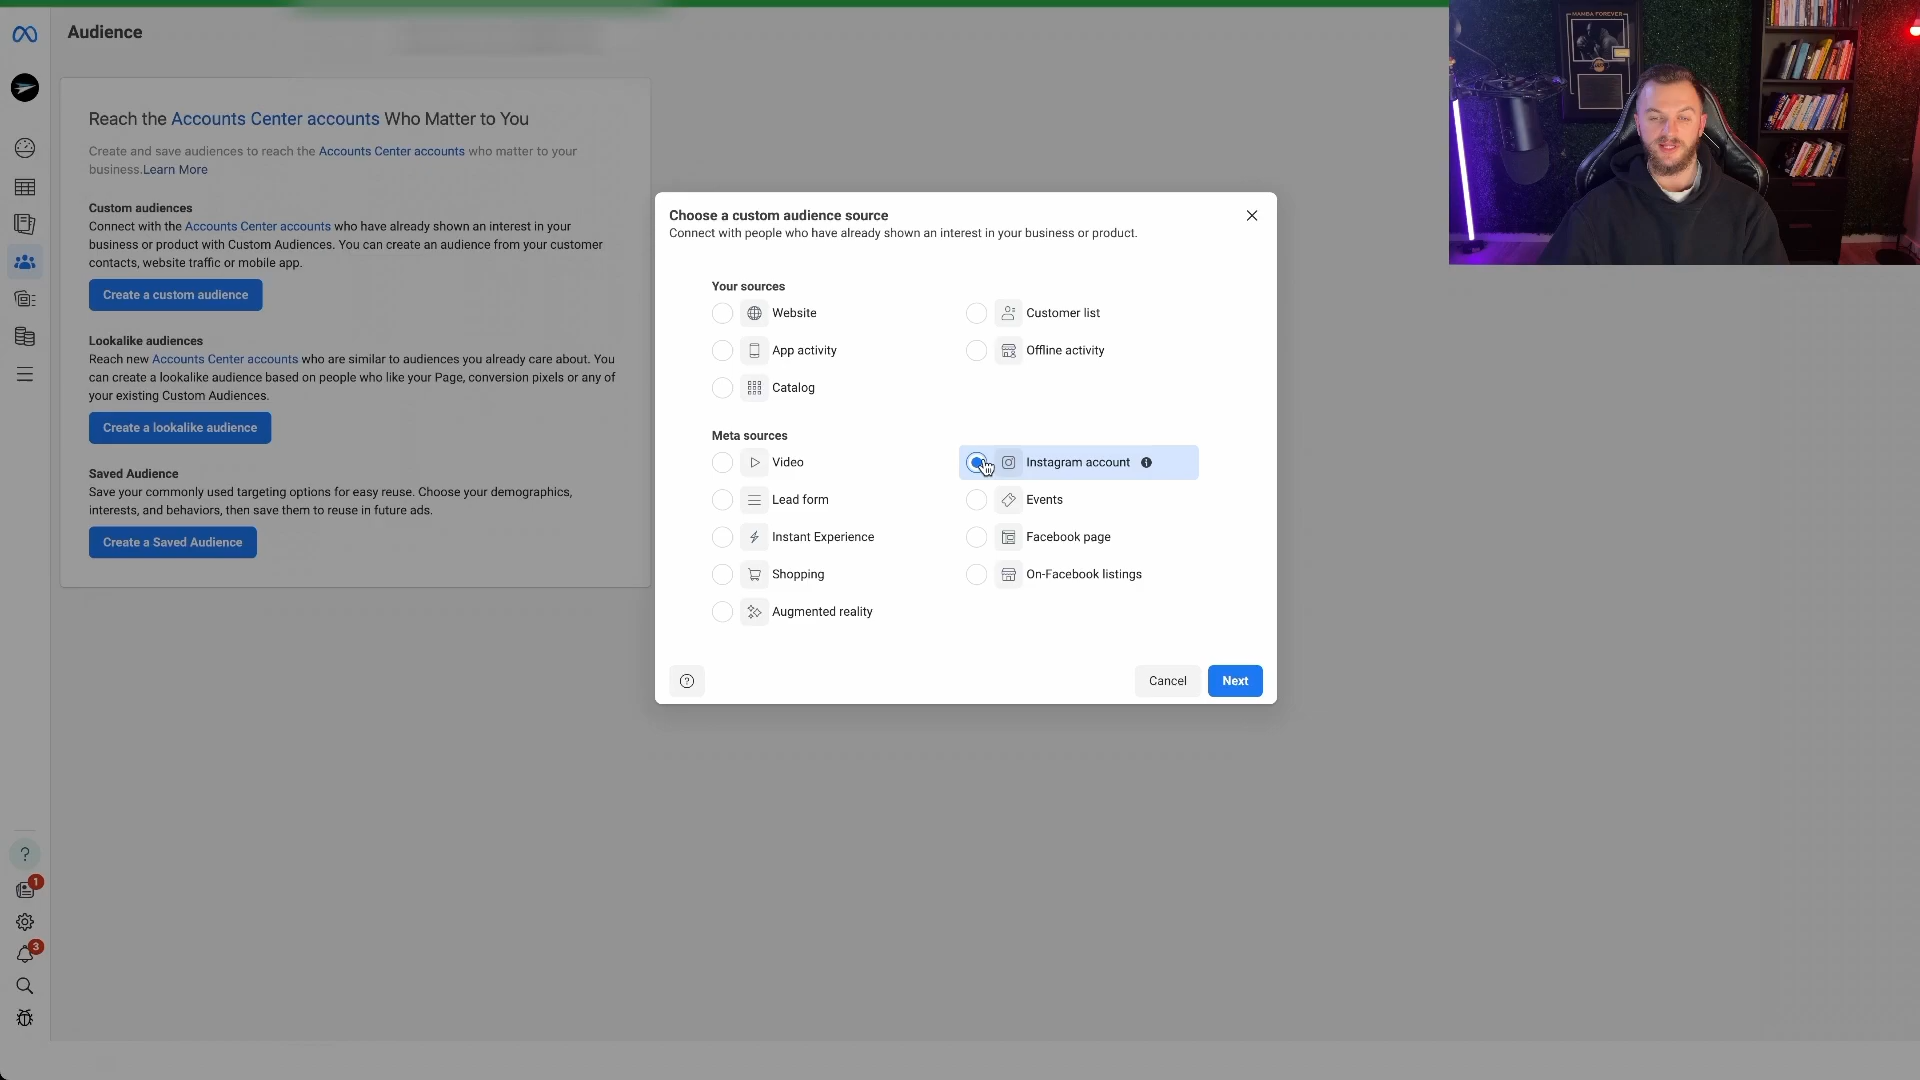 Audience
Reach the Accounts Center accounts Who Matter to You
Create and save audiences to reach the Accounts Center accounts who matter to your
business.Learn More
Custom audiences
Connect with the Accounts Center accounts who have already shown an interest in your
business or product with Custom Audiences. You can create an audience from your customer
contacts, website traffic or mobile app.
Create a custom audience
Lookalike audiences
Reach new Accounts Center accounts who are similar to audiences you already care about. You
can create a lookalike audience based on people who like your Page, conversion pixels or any of
your existing Custom Audiences.
Create a lookalike audience
Saved Audience
Save your commonly used targeting options for easy reuse. Choose your demographics,
interests, and behaviors, then save them to reuse in future ads.
Create a Saved Audience
?
1
3
Choose a custom audience source
Connect with people who have already shown an interest in your business or product.
Your sources
Website
Customer list
App activity
Offline activity
Catalog
Meta sources
Video
Instagram account
Lead form
Events
Instant Experience
Facebook page
Shopping
On-Facebook listings
Augmented reality
Cancel
Next
MAMBA FOREVER